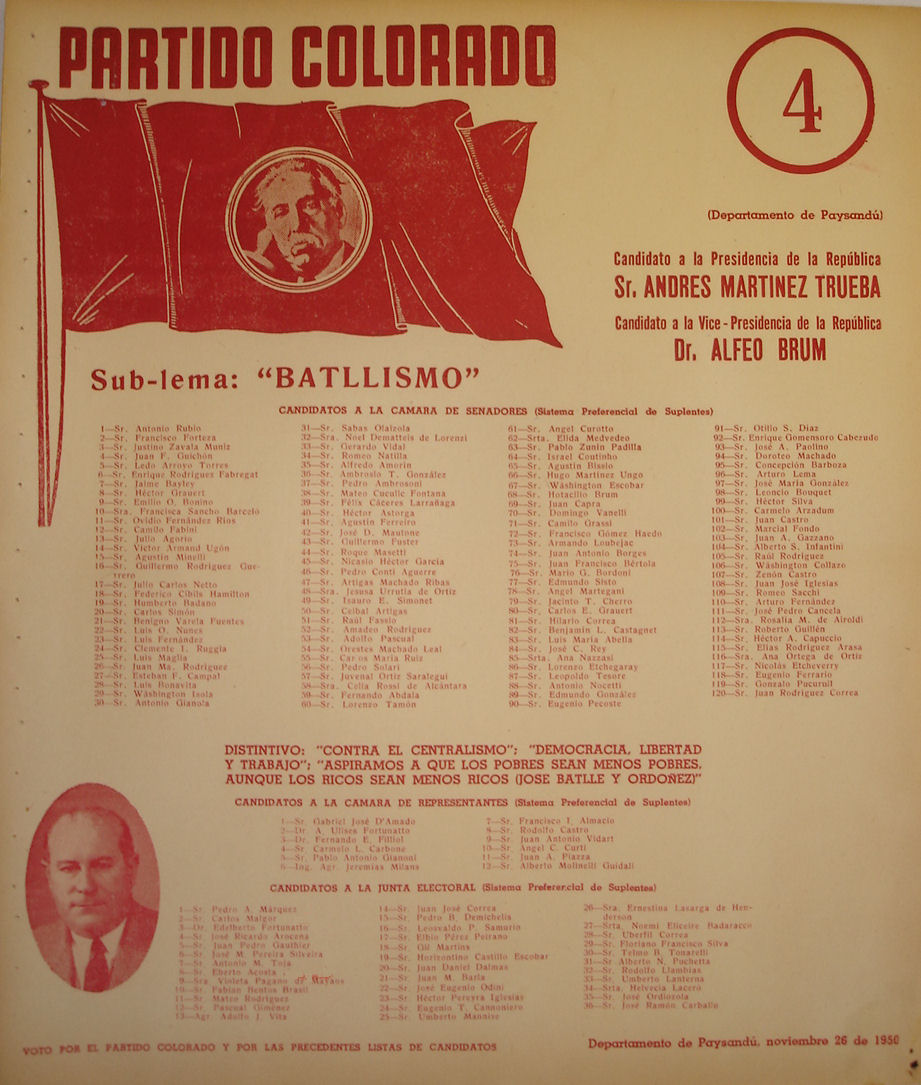 PARTIDO COLORADO
4
(Departamento de Paysandú)
Candidato a la Presidencia de la República
Sr. ANDRES MARTINEZ TRUEBA
Candidato a la Vice-Presidencia de la República
Dr. ALFEO BRUM
Sub-lema: "BATLLISMO"
CANDIDATOS A LA CAMARA DE SENADORES (Sistema Preferencial de Suplentes)
1—Sr. Antonio Rubio
2—Sr. Francisco Forteza
3—Sr. Justino Zavala Muniz
4—Sr. Juan F. Guichón
5—Sr. Ledo Arroyo Torres
6—Sr. Enrique Rodríguez Fabregat
7—Sr. Jaime Bayley
8—Sr. Héctor Grauert
9—Sr. Emilio O. Bonino
10—Sra. Francisca Sancho Barceló
11—Sr. Ovidio Fernández Ríos
12—Sr. Camilo Fabini
13—Sr. Julio Agorio
14—Sr. Víctor Armand Ugón
15—Sr. Agustín Minelli
16—Sr. Guillermo Rodríguez Gue-
rrero
17—Sr. Julio Carlos Netto
18—Sr. Federico Cibils Hamilton
19—Sr. Humberto Badano
20—Sr. Carlos Simón
21—Sr. Benigno Varela Fuentes
22—Sr. Luis O. Nunes
23—Sr. Luis Fernández
24—Sr. Clemente I. Ruggia
25—Sr. Luis Maglia
26—Sr. Juan Ma. Rodríguez
27—Sr. Esteban F. Campal
28—Sr. Luis Bonavita
29—Sr. Wáshington Isola
30—Sr. Antonio Gianola
31—Sr. Sabas Olaizola
32—Sra. Nóel Dematteis de Lorenzi
33—Sr. Gerardo Vidal
34—Sr. Romeo Natilla
35—Sr. Alfredo Amorin
36—Sr. Ambrosio T. González
37—Sr. Pedro Ambrosoni
38—Sr. Mateo Cuculic Fontana
39—Sr. Félix Cáceres Larrañaga
40—Sr. Héctor Astorga
41—Sr. Agustín Ferreiro
42—Sr. José D. Mautone
43—Sr. Guillermo Fuster
44—Sr. Roque Masetti
45—Sr. Nicasio Héctor García
46—Sr. Pedro Conti Aguerre
47—Sr. Artigas Machado Ribas
48—Sra. Jesusa Urrutia de Ortiz
49—Sr. Isauro E. Simonet
50—Sr. Ceibal Artigas
51—Sr. Raúl Fassio
52—Sr. Amadeo Rodríguez
53—Sr. Adolfo Pascual
54—Sr. Orestes Machado Leal
55—Sr. Carlos María Ruiz
56—Sr. Pedro Solari
57—Sr. Juvenal Ortiz Saralegui
58—Sra. Celia Rossi de Alcántara
59—Sr. Fernando Abdala
60—Sr. Lorenzo Tamón
61—Sr. Angel Curotto
62—Srta. Elida Medvedeo
63—Sr. Pablo Zunin Padilla
64—Sr. Israel Coutinho
65—Sr. Agustín Bissio
66—Sr. Hugo Martínez Ungo
67—Sr. Wáshington Escobar
68—Sr. Hotacilio Brum
69—Sr. Juan Capra
70—Sr. Domingo Vanelli
71—Sr. Camilo Grassi
72—Sr. Francisco Gómez Haedo
73—Sr. Armando Loubejac
74—Sr. Juan Antonio Borges
75—Sr. Juan Francisco Bértola
76—Sr. Mario G. Bordoni
77—Sr. Edmundo Sisto
78—Sr. Angel Martegani
79—Sr. Jacinto T. Cherro
80—Sr. Carlos E. Grauert
81—Sr. Hilario Correa
82—Sr. Benjamín L. Castagnet
83—Sr. Luis María Abella
84—Sr. José C. Rey
85—Srta. Ana Nazzasi
86—Sr. Lorenzo Etchegaray
87—Sr. Leopoldo Tesore
88—Sr. Antonio Nocetti
89—Sr. Edmundo González
90—Sr. Eugenio Pecoste
91—Sr. Otilio S. Díaz
92—Sr. Enrique Gomensoro Cabezudo
93—Sr. José A. Paolino
94—Sr. Doroteo Machado
95—Sr. Concepción Barboza
96—Sr. Arturo Lema
97—Sr. José María González
98—Sr. Leoncio Bouquet
99—Sr. Héctor Silva
100—Sr. Carmelo Arzadum
101—Sr. Juan Castro
102—Sr. Marcial Fondo
103—Sr. Juan A. Gazzano
104—Sr. Alberto S. Infantini
105—Sr. Raúl Rodríguez
106—Sr. Wáshington Collazo
107—Sr. Zenón Castro
108—Sr. Juan José Iglesias
109—Sr. Romeo Sacchi
110—Sr. Arturo Fernández
111—Sr. José Pedro Cancela
112—Sra. Rosalía M. de Airoldi
113—Sr. Roberto Guillén
114—Sr. Héctor A. Capuccio
115—Sr. Elías Rodríguez Arasa
116—Sra. Ana Ortega de Ortiz
117—Sr. Nicolás Etcheverry
118—Sr. Eugenio Ferrario
119—Sr. Gonzalo Pucurull
120—Sr. Juan Rodríguez Correa
DISTINTIVO: "CONTRA EL CENTRALISMO"; "DEMOCRACIA, LIBERTAD
Y TRABAJO"; "ASPIRAMOS A QUE LOS POBRES SEAN MENOS POBRES,
AUNQUE LOS RICOS SEAN MENOS RICOS (JOSE BATLLE Y ORDOÑEZ)"
CANDIDATOS A LA CAMARA DE REPRESENTANTES (Sistema Preferencial de Suplentes)
1—Sr. Gabriel José D'Amado
2—Dr. A. Ulises Fortunatto
3—Dr. Fernando E. Filliol
4—Sr. Carmelo L. Carbone
5—Sr. Pablo Antonio Gianoni
6—Ing. Agr. Jeremías Milans
7—Sr. Francisco I. Almacio
8—Sr. Rodolfo Castro
9—Sr. Juan Antonio Vidart
10—Sr. Angel C. Curti
11—Sr. Juan A. Piazza
12—Sr. Alberto Molinelli Guidali
CANDIDATOS A LA JUNTA ELECTORAL (Sistema Preferencial de Suplentes)
1—Sr. Pedro A. Márquez
2—Sr. Carlos Malgor
3—Dr. Edelberto Fortunatto
4—Sr. José Ricardo Arocena
5—Sr. Juan Pedro Gauthier
6—Sr. José M. Pereira Silveira
7—Sr. Antonio M. Toja
8—Sr. Eberto Acosta
9—Sra. Violeta Pagano Mayans
10—Sr. Fabián Bentos Brasil
11—Sr. Mateo Rodríguez
12—Sr. Pascual Giménez
13—Agr. Adolfo J. Vita
14—Sr. Juan José Correa
15—Sr. Pedro B. Demichelis
16—Sr. Leosvaldo P. Samurio
17—Sr. Elbio Pérez Peirano
18—Sr. Gil Martins
19—Sr. Horizontino Castillo Escobar
20—Sr. Juan Daniel Dalmas
21—Sr. Juan M. Barla
22—Sr. José Eugenio Odini
23—Sr. Héctor Pereyra Iglesias
24—Sr. Eugenio T. Cannoniero
25—Sr. Umberto Mannise
26—Sra. Ernestina Lasarga de Hen-
derson
27—Srta. Noemí Eliceire Badaracco
28—Sr. Uberfil Correa
29—Sr. Floriano Francisco Silva
30—Sr. Telmo B. Tonarelli
31—Sr. Alberto N. Puchetta
32—Sr. Rodolfo Llambías
33—Sr. Umberto Lanterna
34—Srta. Helvecia Lacero
35—Sr. José Ordiozola
36—Sr. José Ramón Carballo
VOTO POR EL PARTIDO COLORADO Y POR LAS PRECEDENTES LISTAS DE CANDIDATOS
Departamento de Paysandú, noviembre 26 de 1950